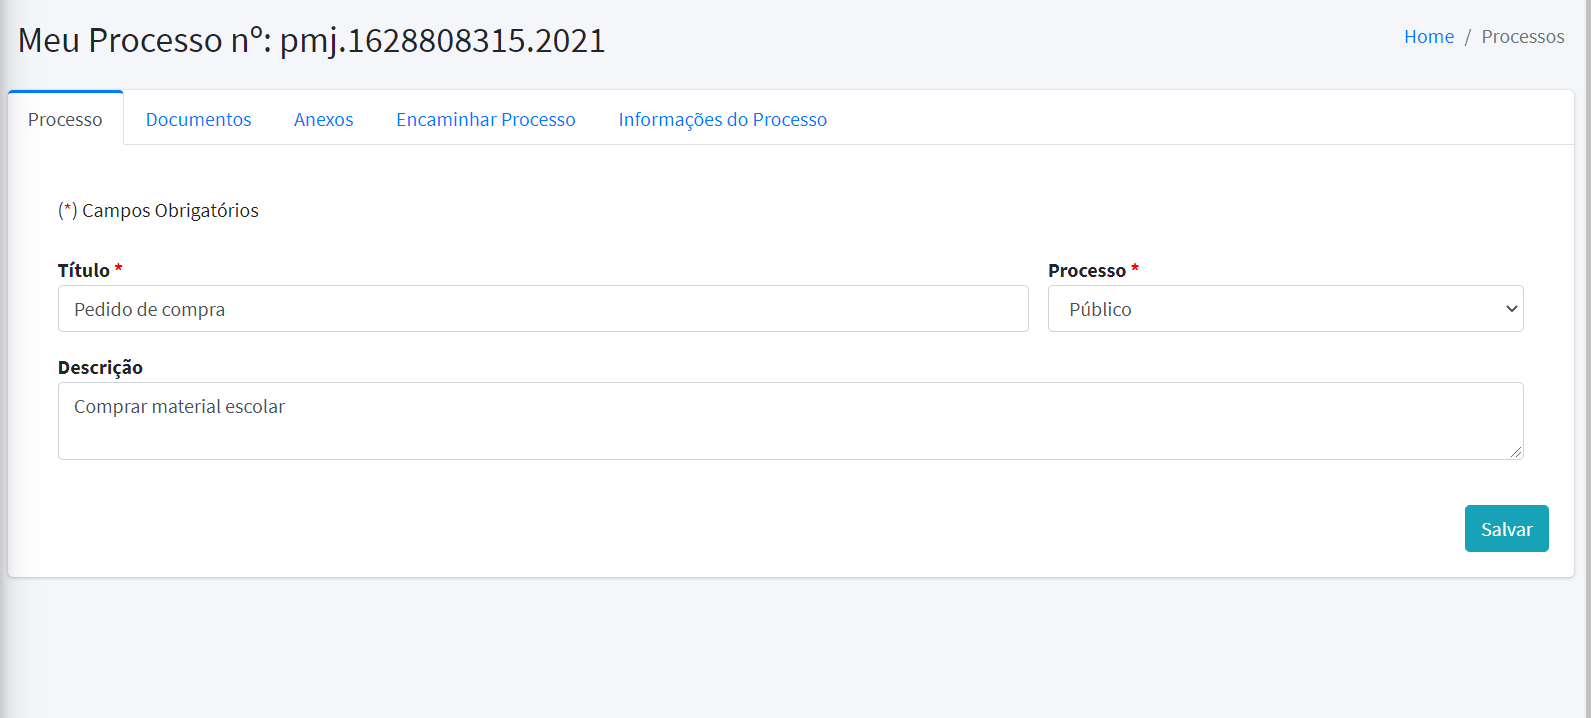 Meu Processo nº: pmj.1628808315.2021
Home / Processos
Processo Documentos Anexos Encaminhar Processo Informações do Processo
(*) Campos Obrigatórios
Título * Processo *
Pedido de compra Público
Descrição
Comprar material escolar
Salvar